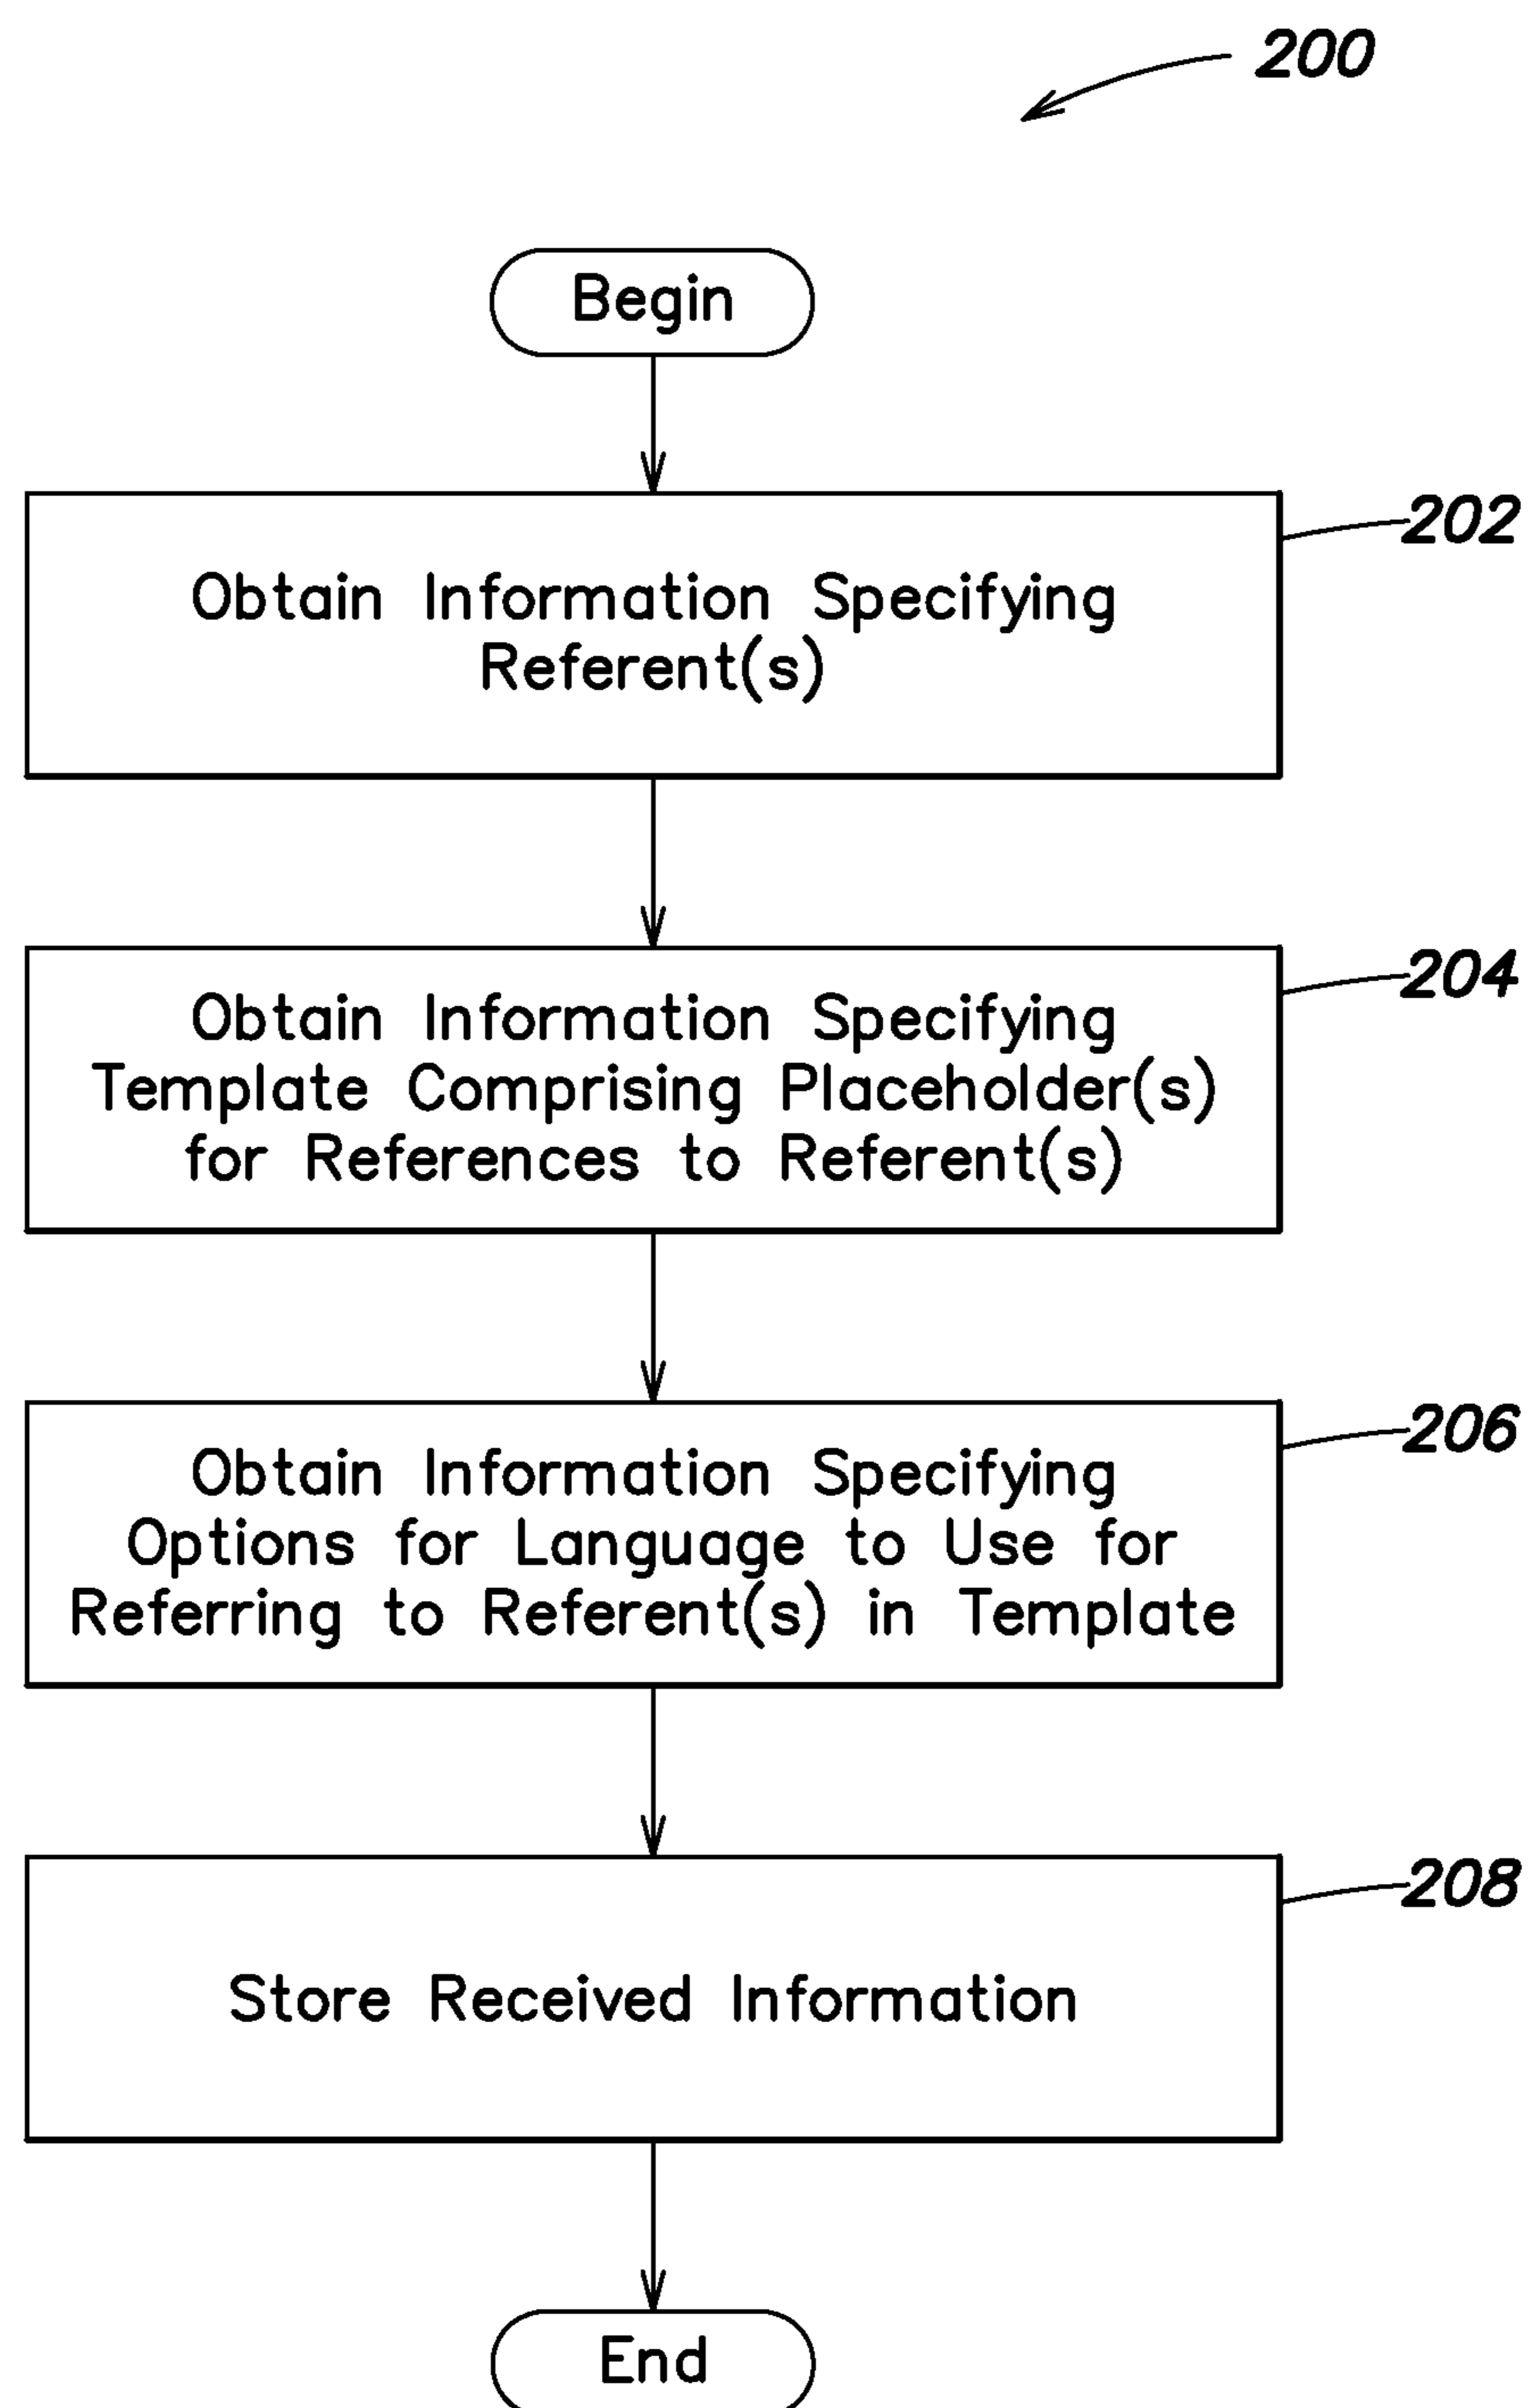 200
Begin
202
Obtain Information Specifying
Referent(s)
204
Obtain Information Specifying
Template Comprising Placeholder(s)
for References to Referent(s)
206
Obtain Information Specifying
Options for Language to Use for
Referring to Referent(s) in Template
208
Store Received Information
End